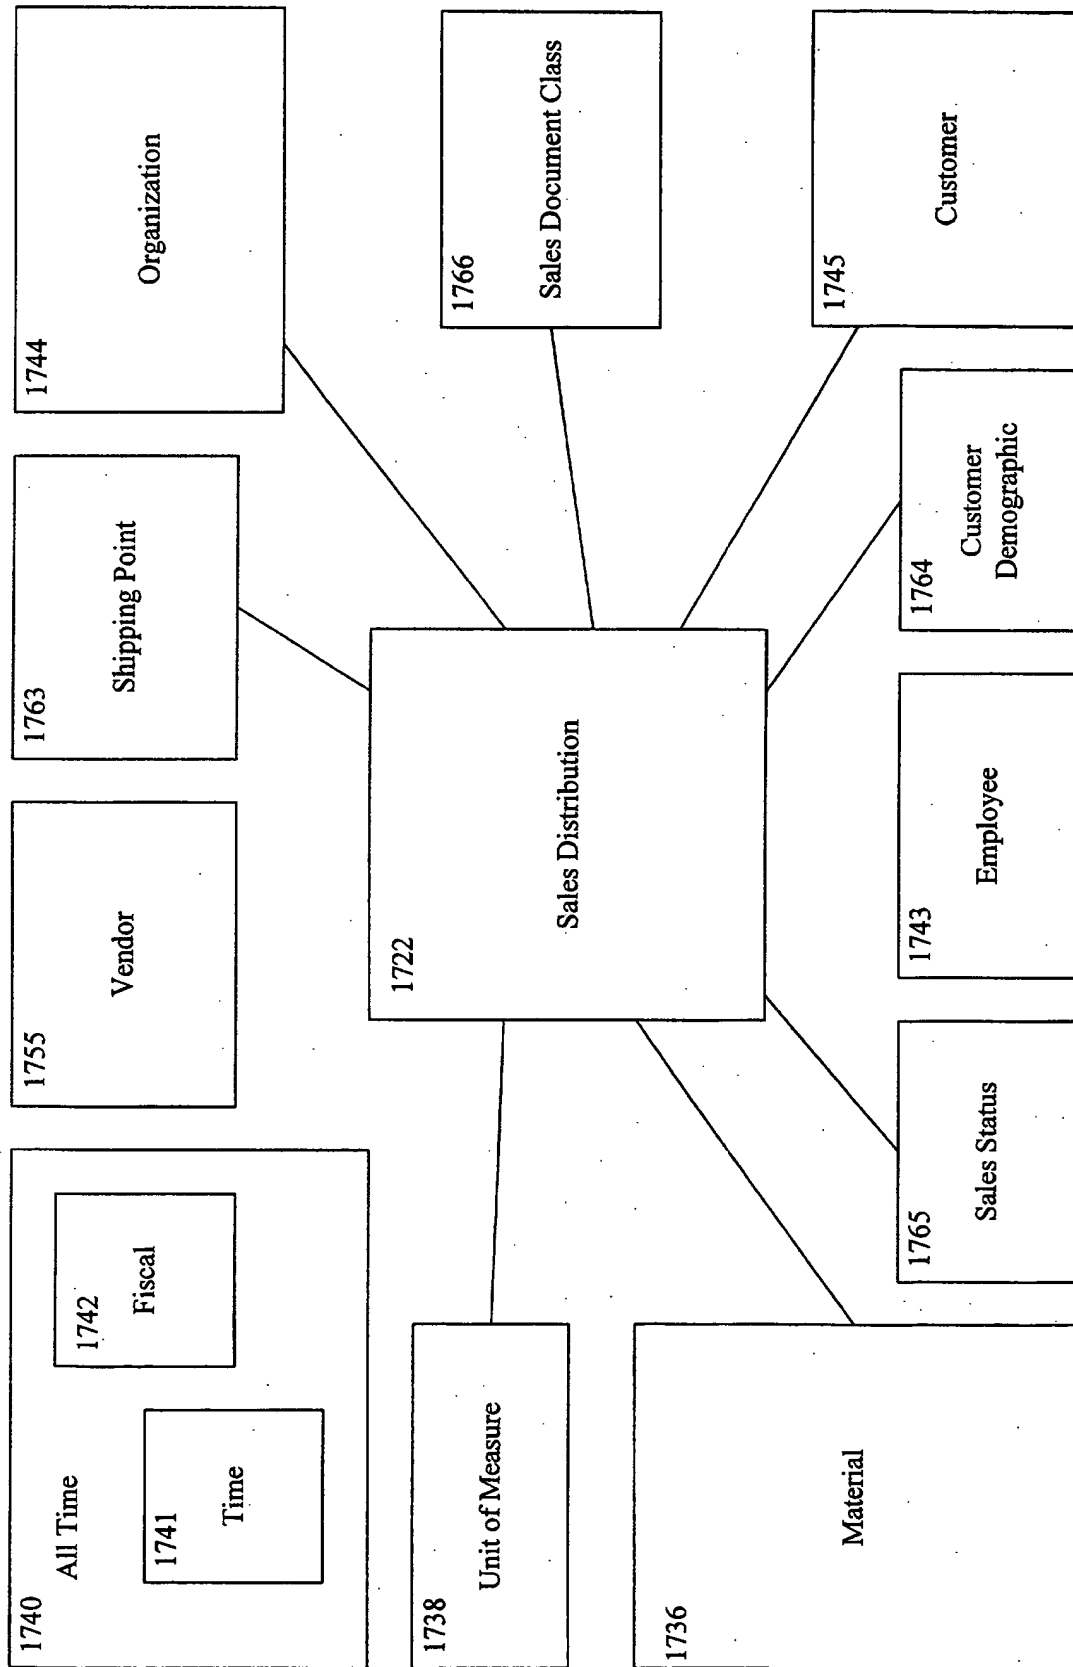 1740
All Time
1742
Fiscal
1741
Time
1755
Vendor
1763
Shipping Point
1744
Organization
1738
Unit of Measure
1722
Sales Distribution
1766
Sales Document Class
1736
Material
1765
Sales Status
1743
Employee
1764
Customer
Demographic
1745
Customer